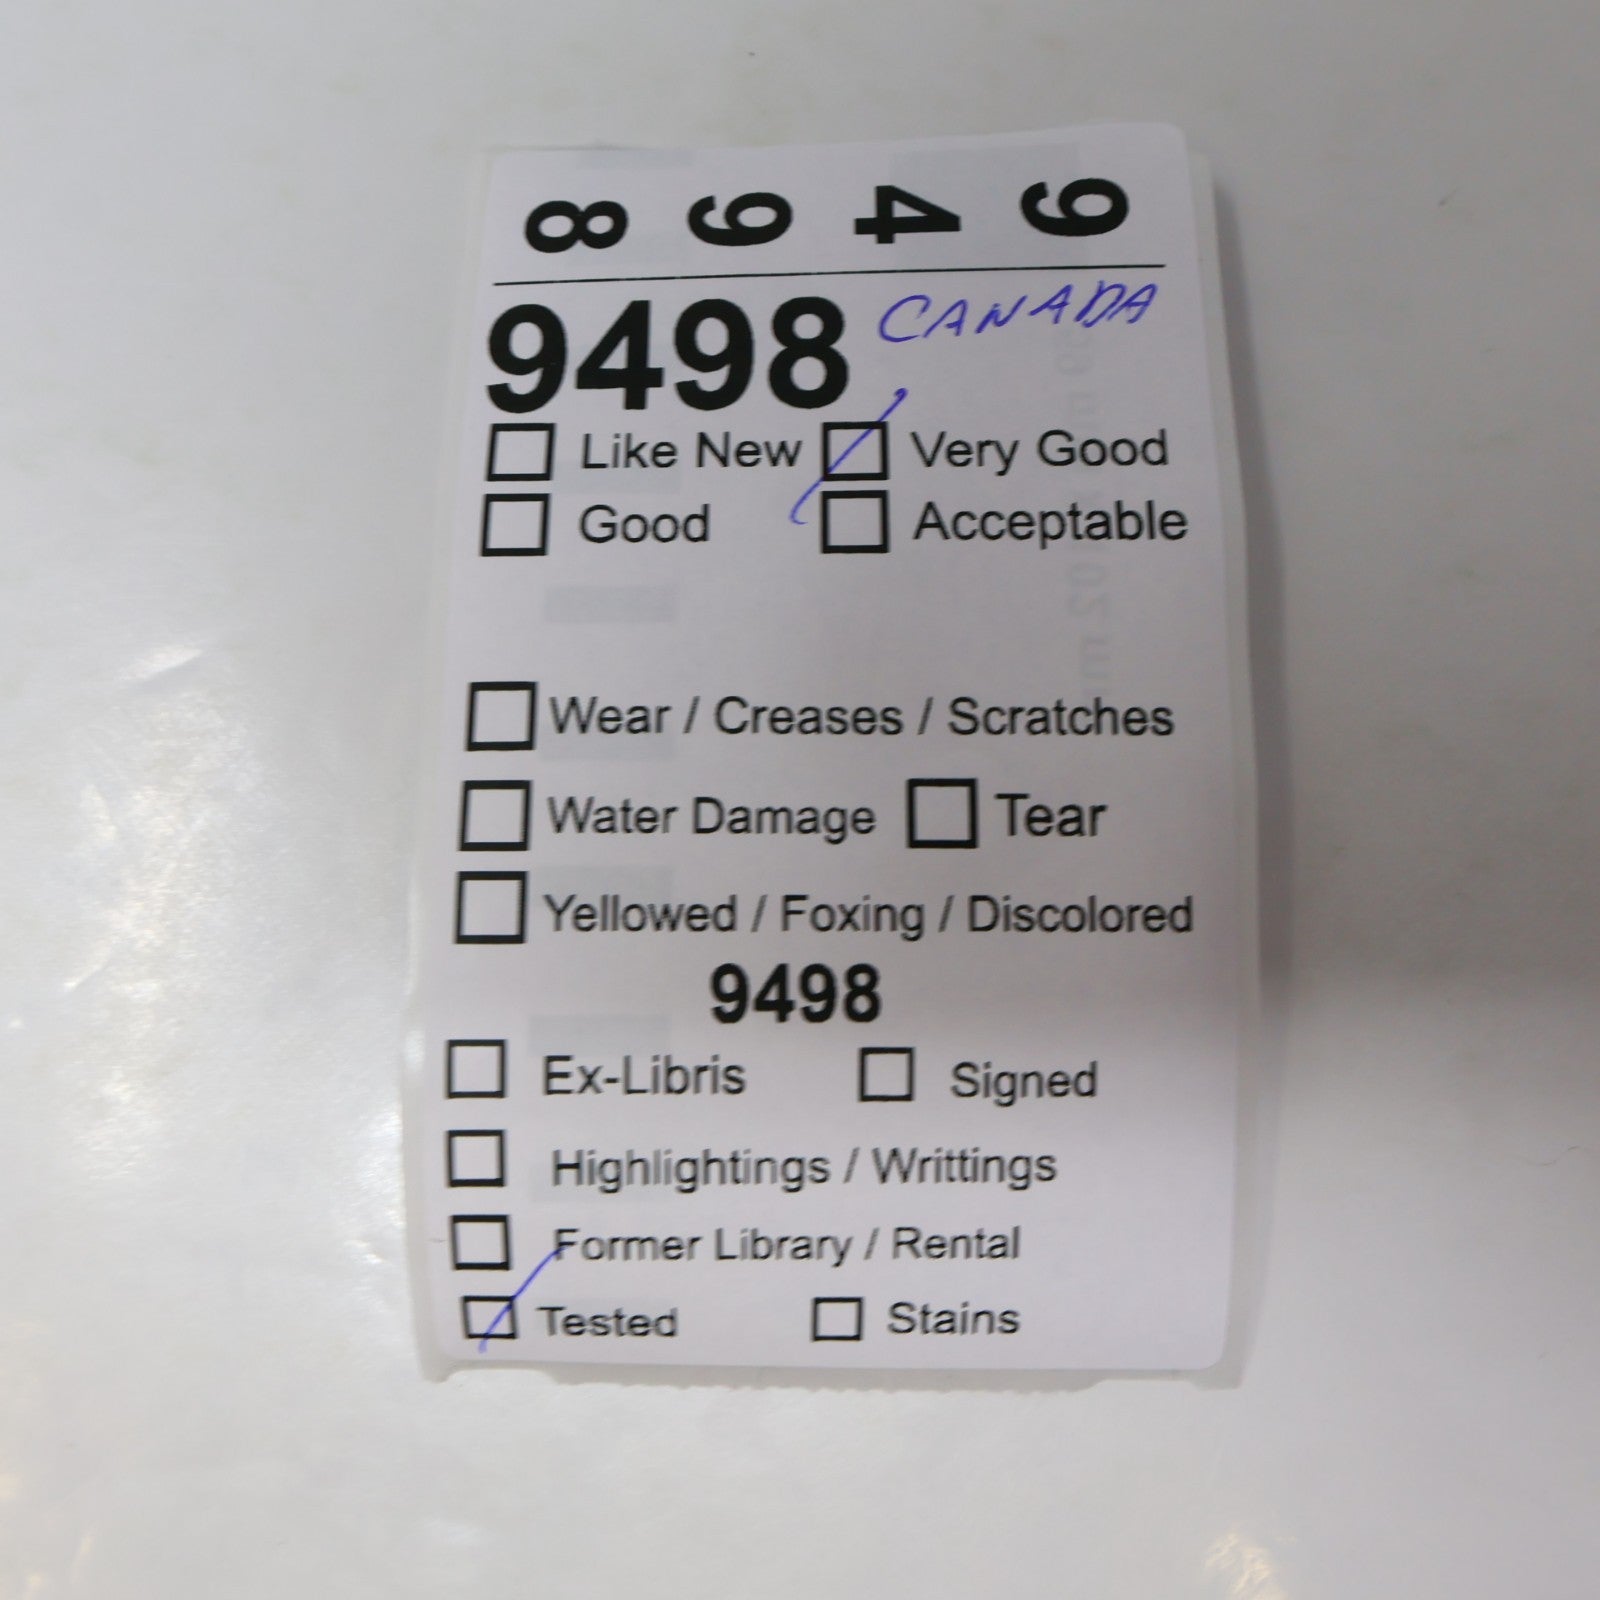 9 4 9 8
9498 CANADA
Like New Very Good
Good Acceptable
Wear / Creases / Scratches
Water Damage Tear
Yellowed / Foxing / Discolored
9498
Ex-Libris Signed
Highlightings / Writtings
Former Library / Rental
Tested Stains